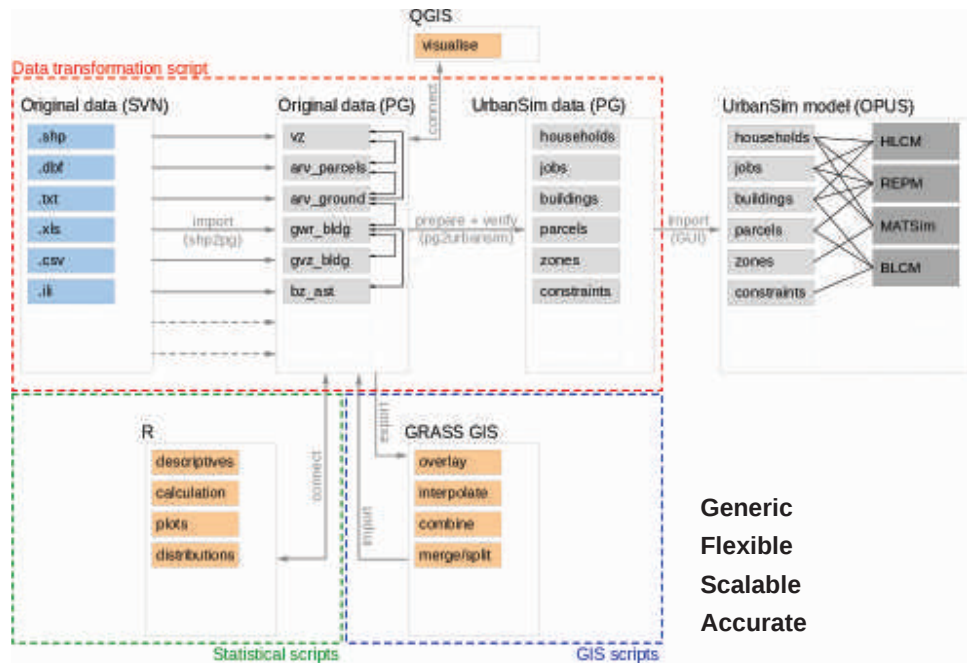 QGIS
visualise
Data transformation script
connect
Original data (SVN)
.shp
.dbf
.txt
.xls
.csv
.ili
import
(shp2pg)
Original data (PG)
vz
arv_parcels
arv_ground
gwr_bldg
gvz_bldg
bz_ast
prepare + verify
(pg2urbansim)
UrbanSim data (PG)
households
jobs
buildings
parcels
zones
constraints
import
(GUI)
UrbanSim model (OPUS)
households
jobs
buildings
parcels
zones
constraints
HLCM
REPM
MATSim
BLCM
R
descriptives
calculation
plots
distributions
connect
import
export
GRASS GIS
overlay
interpolate
combine
merge/split
Statistical scripts
GIS scripts
Generic
Flexible
Scalable
Accurate